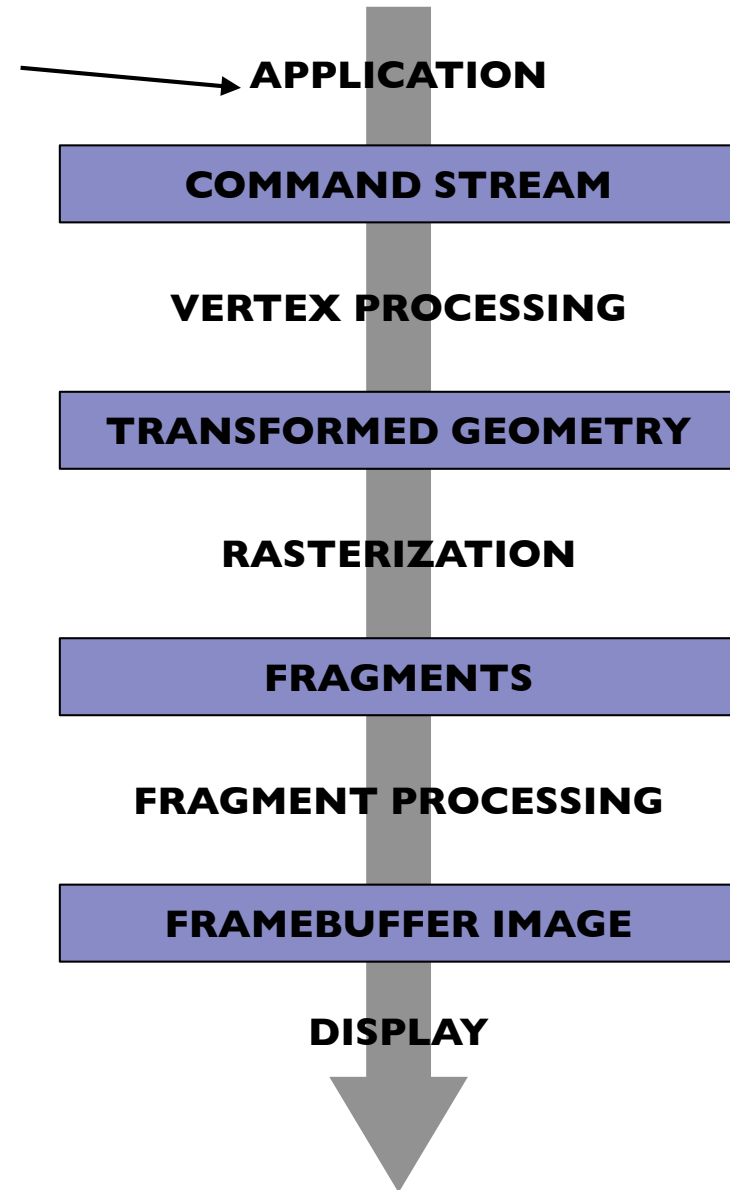 APPLICATION
COMMAND STREAM
VERTEX PROCESSING
TRANSFORMED GEOMETRY
RASTERIZATION
FRAGMENTS
FRAGMENT PROCESSING
FRAMEBUFFER IMAGE
DISPLAY